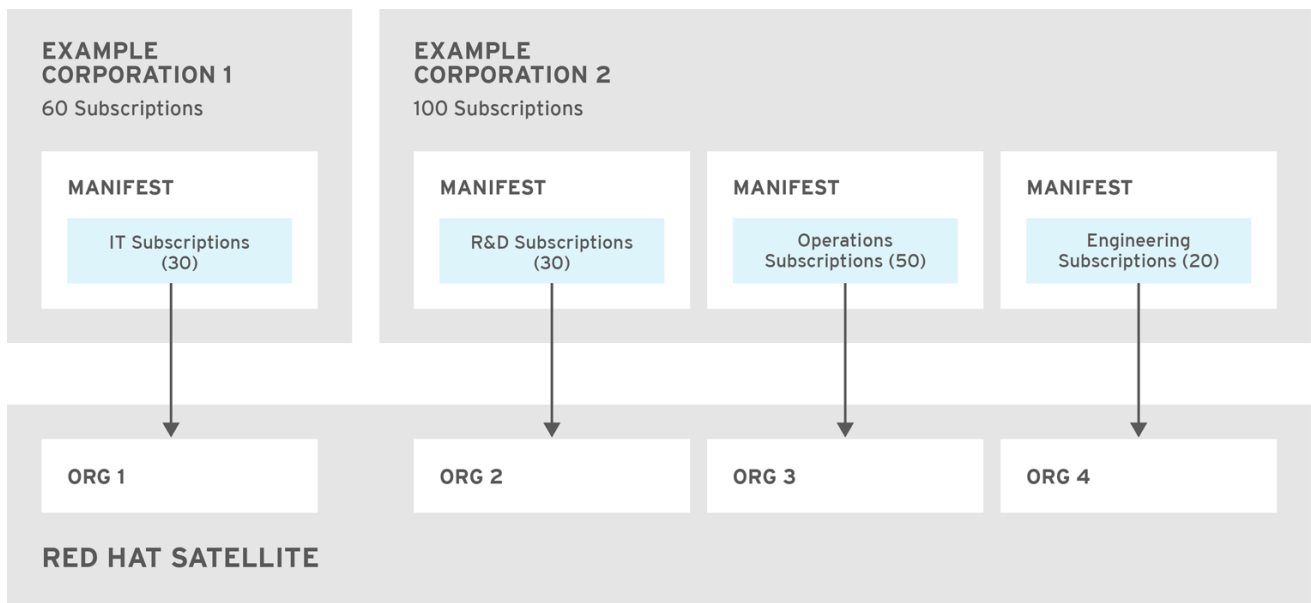 EXAMPLE
CORPORATION 1
60 Subscriptions
MANIFEST
IT Subscriptions
(30)
EXAMPLE
CORPORATION 2
100 Subscriptions
MANIFEST
R&D Subscriptions
(30)
MANIFEST
Operations
Subscriptions (50)
MANIFEST
Engineering
Subscriptions (20)
ORG 1
ORG 2
ORG 3
ORG 4
RED HAT SATELLITE